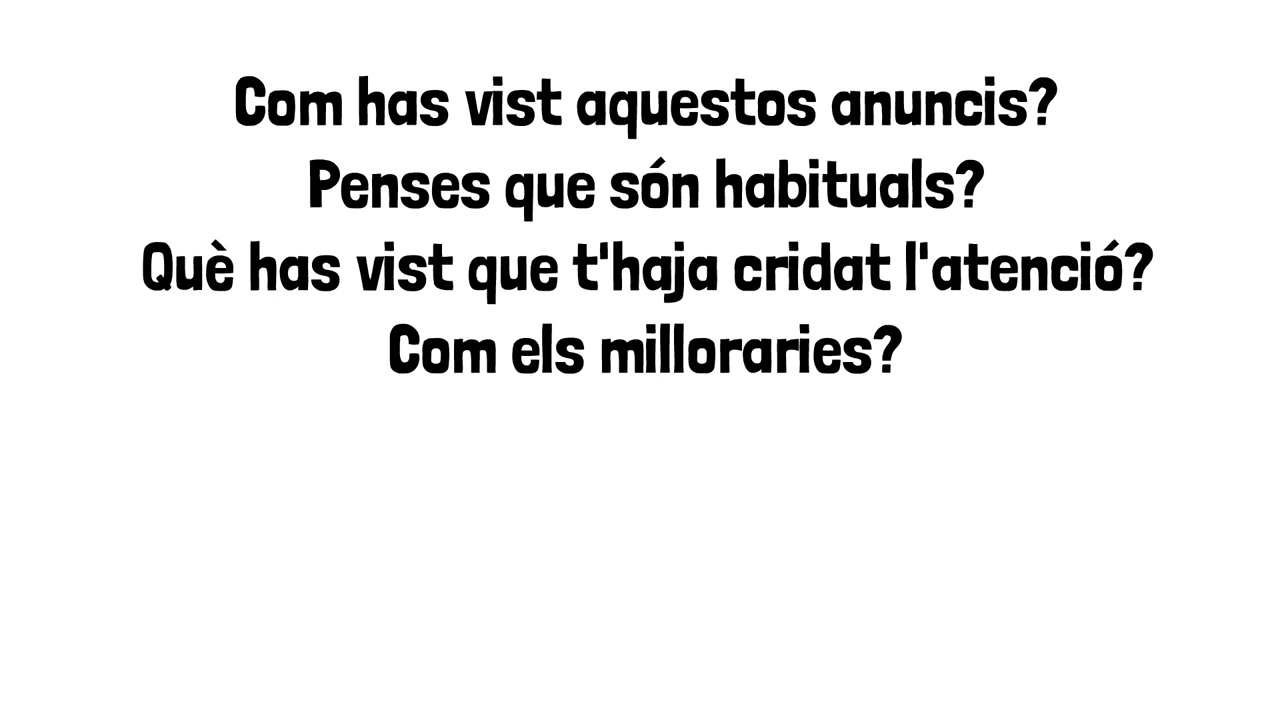 Com has vist aquestos anuncis?
Penses que són habituals?
Què has vist que t'haja cridat l'atenció?
Com els milloraries?